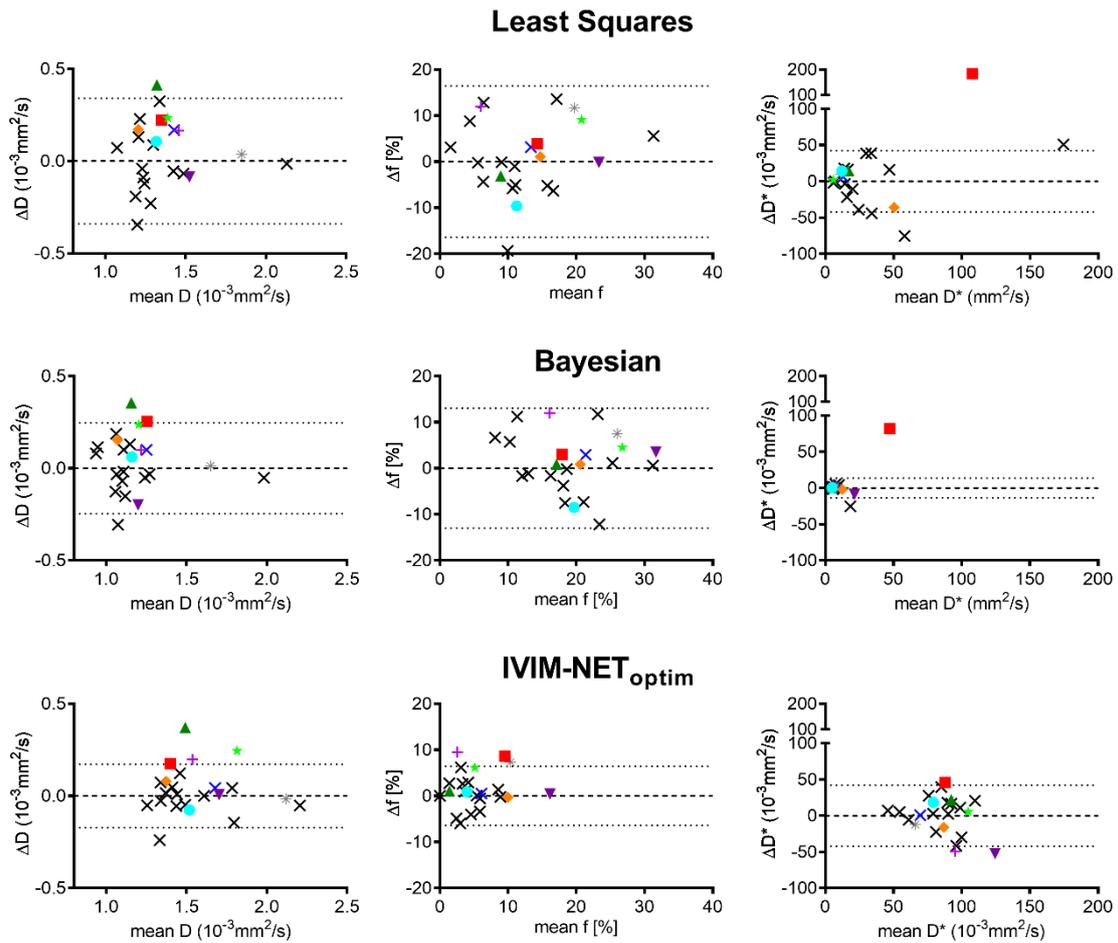 Least Squares
0.5
0.0
-0.5
ΔD (10-3mm2/s)
1.0 1.5 2.0 2.5
mean D (10-3mm2/s)
20
10
0
-10
-20
Δf [%]
0 10 20 30 40
mean f
200
100
100
50
0
-50
-100
ΔD* (10-3mm2/s)
0 50 100 150 200
mean D* (mm2/s)
Bayesian
0.5
0.0
-0.5
ΔD (10-3mm2/s)
1.0 1.5 2.0 2.5
mean D (10-3mm2/s)
20
10
0
-10
-20
Δf [%]
0 10 20 30 40
mean f [%]
200
100
100
50
0
-50
-100
ΔD* (10-3mm2/s)
0 50 100 150 200
mean D* (mm2/s)
IVIM-NEToptim
0.5
0.0
-0.5
ΔD (10-3mm2/s)
1.0 1.5 2.0 2.5
mean D (10-3mm2/s)
20
10
0
-10
-20
Δf [%]
0 10 20 30 40
mean f [%]
200
100
100
50
0
-50
-100
ΔD* (10-3mm2/s)
0 50 100 150 200
mean D* (10-3mm2/s)